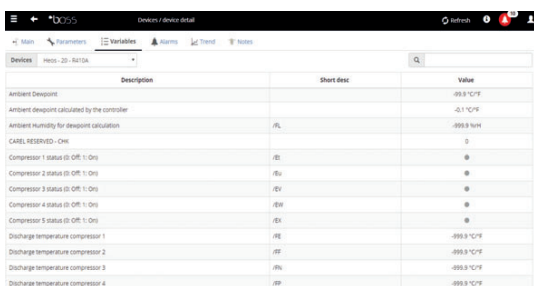 boss Devices / device detail Refresh 18
Main Parameters Variables Alarms Trend Notes
Devices Heos - 20 - R410A
Description Short desc Value
Ambient Dewpoint -99.9 °C/°F
Ambient dewpoint calculated by the controller -0.1 °C/°F
Ambient Humidity for dewpoint calculation /FL -999.9 %rH
CAREL RESERVED - CHK 0
Compressor 1 status (0: Off; 1: On) /Et
Compressor 2 status (0: Off; 1: On) /Eu
Compressor 3 status (0: Off; 1: On) /EV
Compressor 4 status (0: Off; 1: On) /EW
Compressor 5 status (0: Off; 1: On) /EX
Discharge temperature compressor 1 /FE -999.9 °C/°F
Discharge temperature compressor 2 /FF -999.9 °C/°F
Discharge temperature compressor 3 /FN -999.9 °C/°F
Discharge temperature compressor 4 /FP -999.9 °C/°F